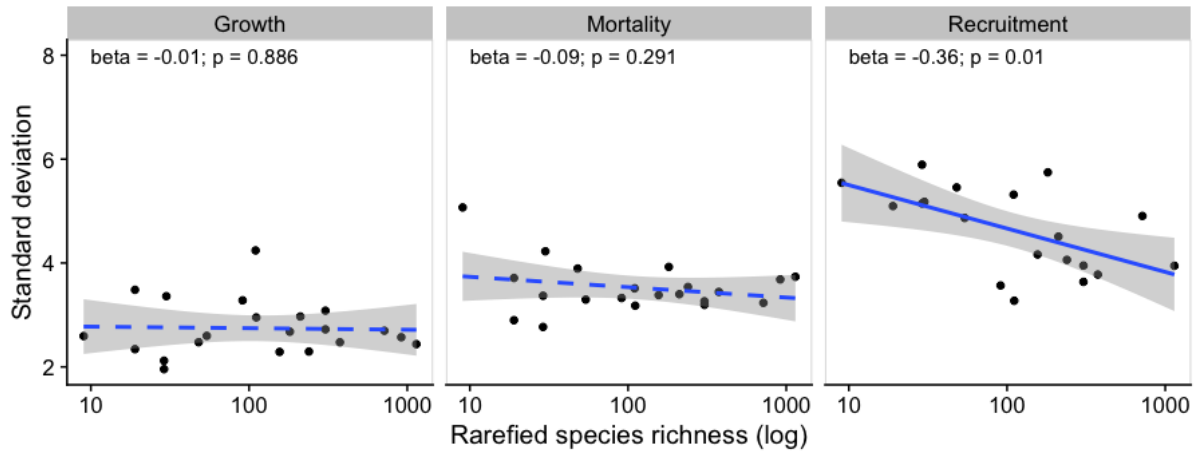 Growth
Mortality
Recruitment
beta = -0.01; p = 0.886
beta = -0.09; p = 0.291
beta = -0.36; p = 0.01
8
6
4
2
Standard deviation
10
100
1000
10
100
1000
10
100
1000
Rarefied species richness (log)